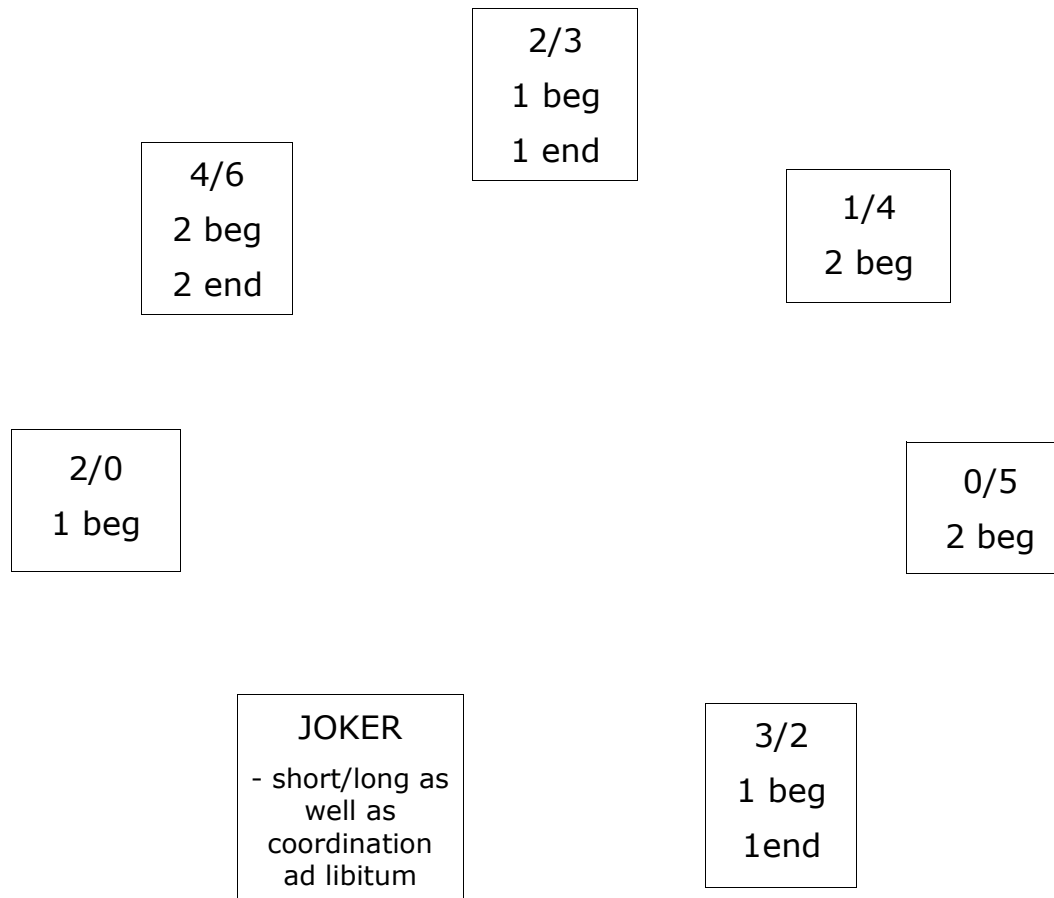 2/3
1 beg
1 end
4/6
2 beg
2 end
1/4
2 beg
2/0
1 beg
0/5
2 beg
JOKER
- short/long as
well as
coordination
ad libitum
3/2
1 beg
1end